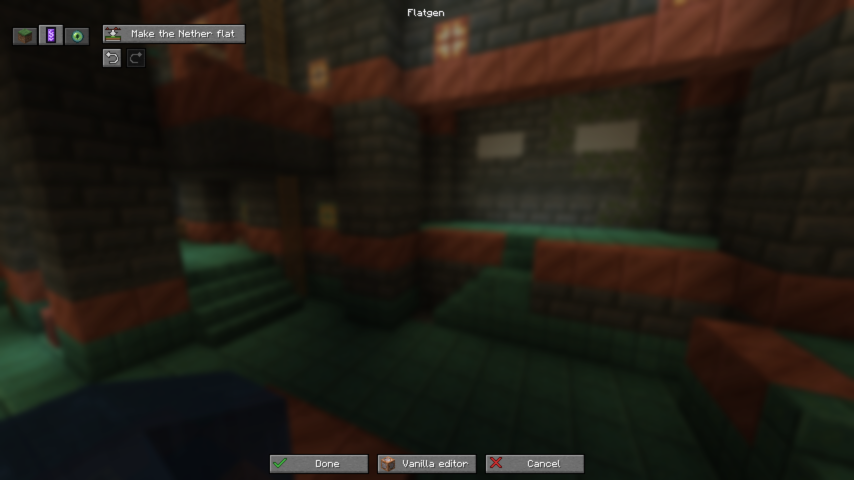 Flatgen
Make the Nether flat
Done
Vanilla editor
Cancel